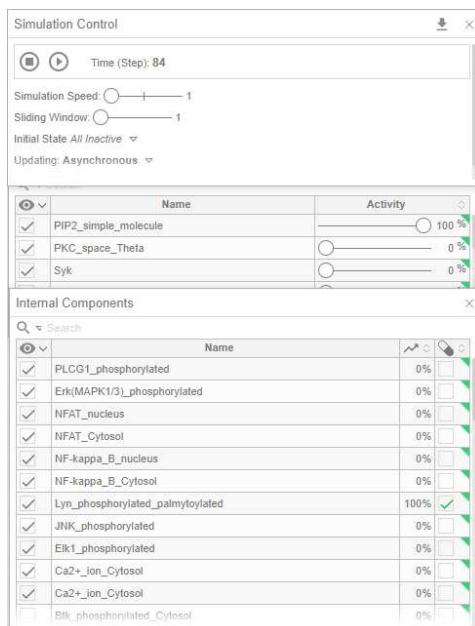 Simulation Control
Time (Step): 84
Simulation Speed: 1
Sliding Window: 1
Initial State All Inactive
Updating: Asynchronous
Name Activity
PIP2_simple_molecule 100 %
PKC_space_Theta 0 %
Syk 0 %
Internal Components
Search
Name
PLCG1_phosphorylated 0%
Erk(MAPK1/3)_phosphorylated 0%
NFAT_nucleus 0%
NFAT_Cytosol 0%
NF-kappa_B_nucleus 0%
NF-kappa_B_Cytosol 0%
Lyn_phosphorylated_palmytoylated 100%
JNK_phosphorylated 0%
Elk1_phosphorylated 0%
Ca2+_ion_Cytosol 0%
Ca2+_ion_Cytosol 0%
Btk_phosphorylated_Cytosol 0%